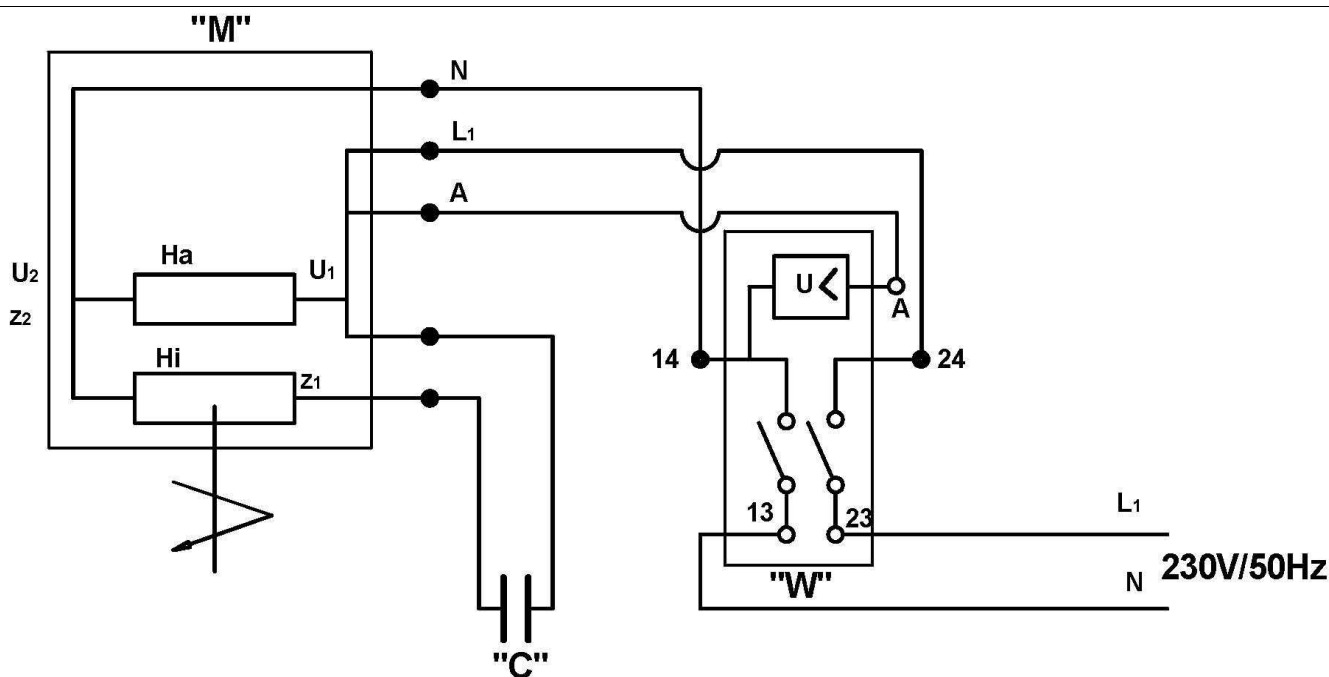 "M"
N
L1
A
Ha
U1
U2
U<
A
z2
14
24
Hi
z1
13
23
L1
"W"
N
230V/50Hz
"C"